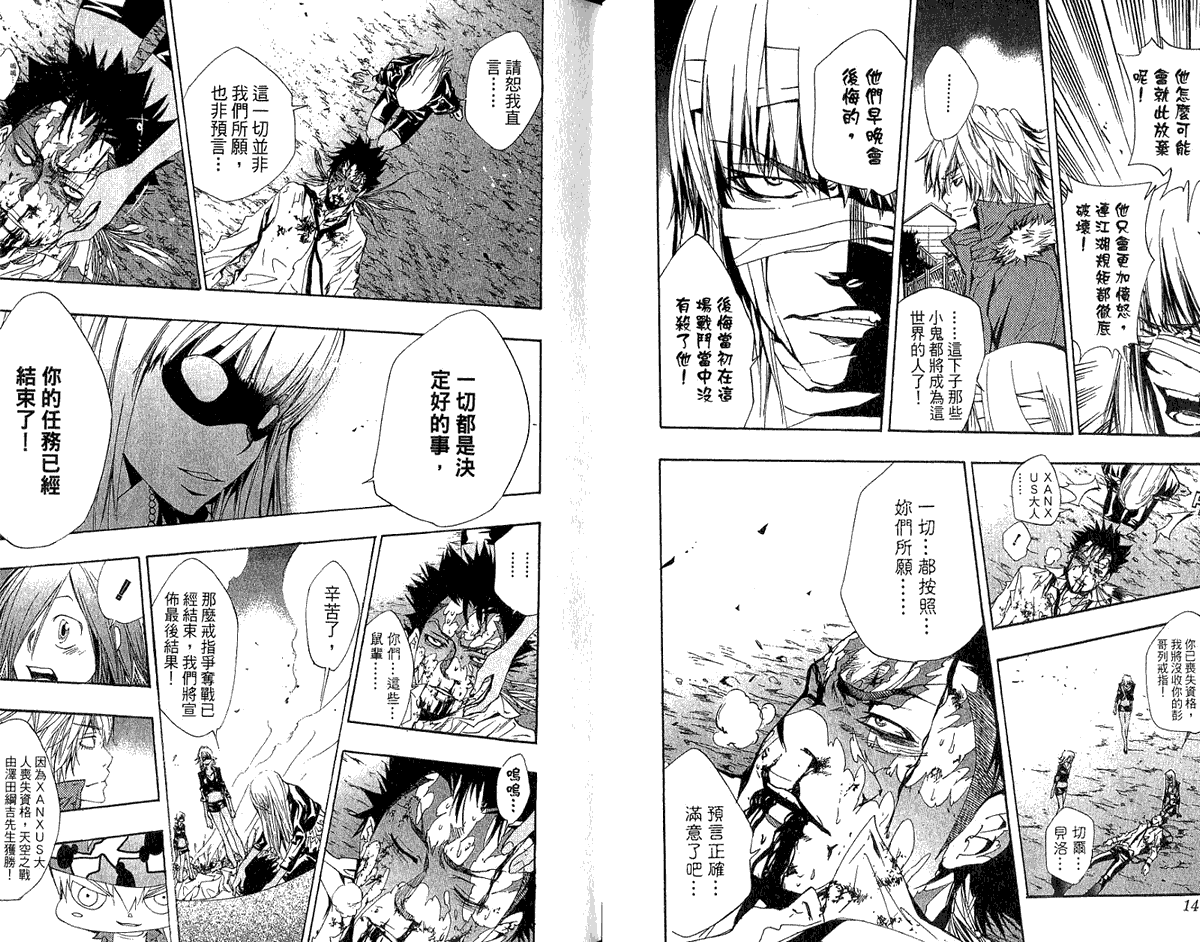 他怎麼可能
會就此放棄
呢！
他只會更加憤怒，
連江湖規矩都徹底
破壞！
………
……這下子那些
小鬼都將成為這
世界的人了！
他們早晚會
後悔的，
後悔當初在這
場戰鬥當中沒
有殺了他！
XANX
US大人
……
！
你已喪失資格，
我將沒收你的彭
哥列戒指！
切爾
貝洛…
一切…都按照…
妳們所願……
預言正確…
滿意了吧…
14
請恕我直
言……
這一切並非
我們所願，
也非預言…
嗚嗚…
一切都是決
定好的事，
你的任務已經
結束了！
……
你們…這些…
鼠輩……
嗚嗚…
辛苦了，
那麼戒指爭奪戰已
經結束，我們將宣
佈最後結果！
！
因為XANXUS大
人喪失資格，天空之戰
由澤田綱吉先生獲勝！